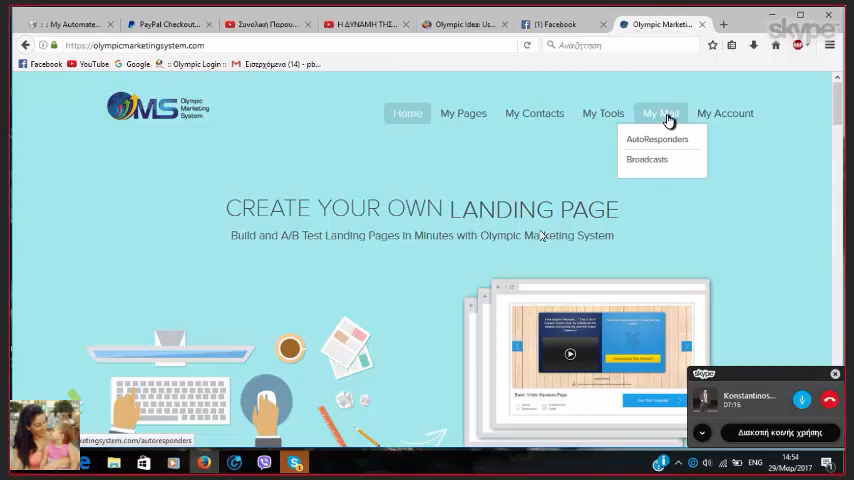 :: My Automate...
PayPal Checkout...
Συνολική Παρου...
Η ΔΥΝΑΜΗ ΤΗΣ...
Olympic Idea: Us...
(1) Facebook
Olympic Marketi...
skype
https://olympicmarketingsystem.com
Αναζήτηση
Facebook
YouTube
Google
:: Olympic Login ::
Εισερχόμενα - pb...
OMS Olympic Marketing System
Home
My Pages
My Contacts
My Tools
My Mail
My Account
AutoResponders
Broadcasts
CREATE YOUR OWN LANDING PAGE
Build and A/B Test Landing Pages in Minutes with Olympic Marketing System
Basic Video Squeeze Page
skype
Konstantinos...
07:16
Διακοπή κοινής χρήσης
ketingsystem.com/autoresponders
ENG
14:54
29/Μαρ/2017